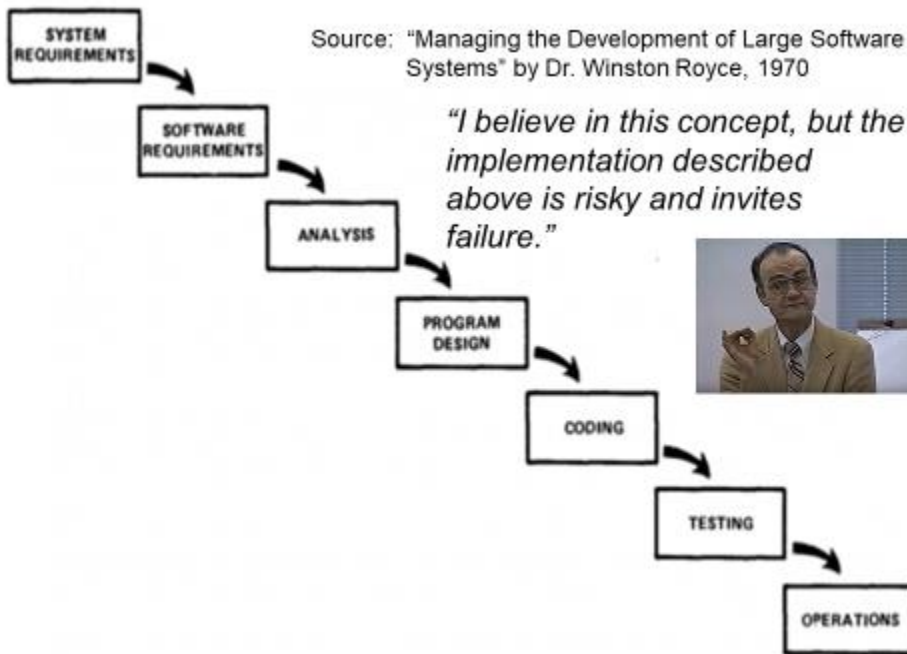 SYSTEM
REQUIREMENTS
Source: “Managing the Development of Large Software
Systems” by Dr. Winston Royce, 1970
SOFTWARE
REQUIREMENTS
“I believe in this concept, but the
implementation described
above is risky and invites
failure.”
ANALYSIS
PROGRAM
DESIGN
CODING
TESTING
OPERATIONS